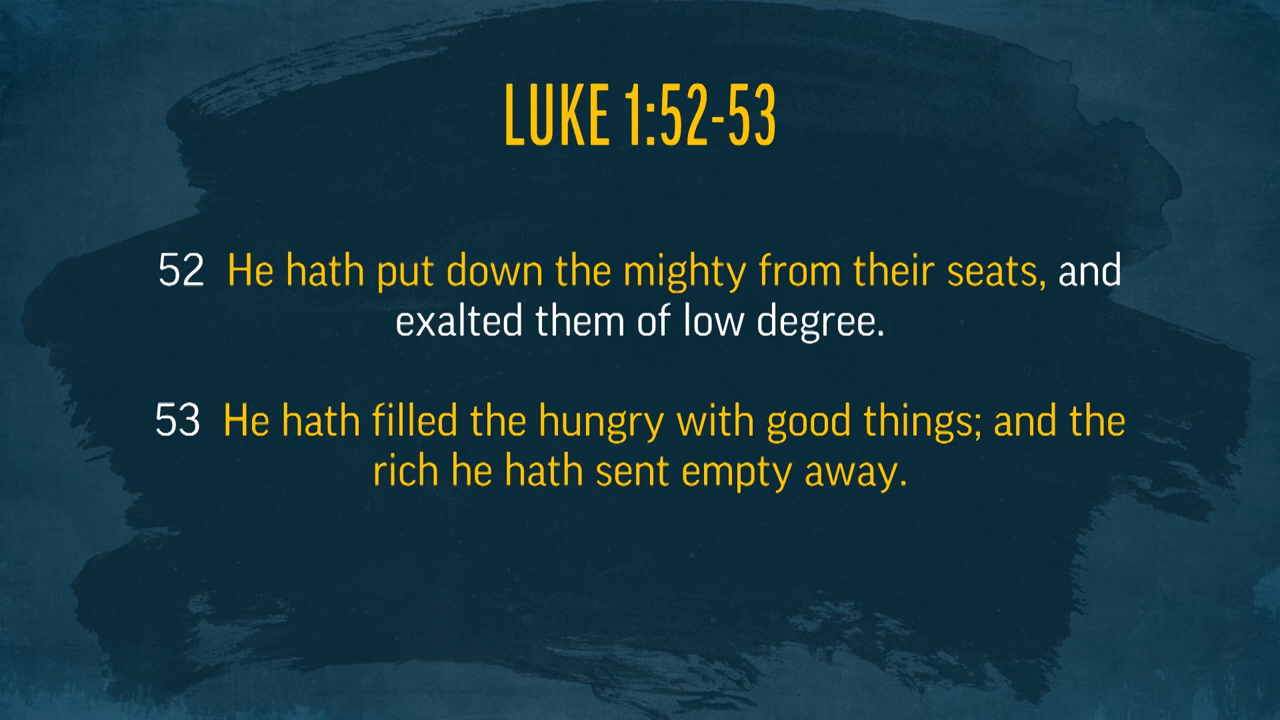 LUKE 1:52-53
52 He hath put down the mighty from their seats, and
exalted them of low degree.
53 He hath filled the hungry with good things; and the
rich he hath sent empty away.